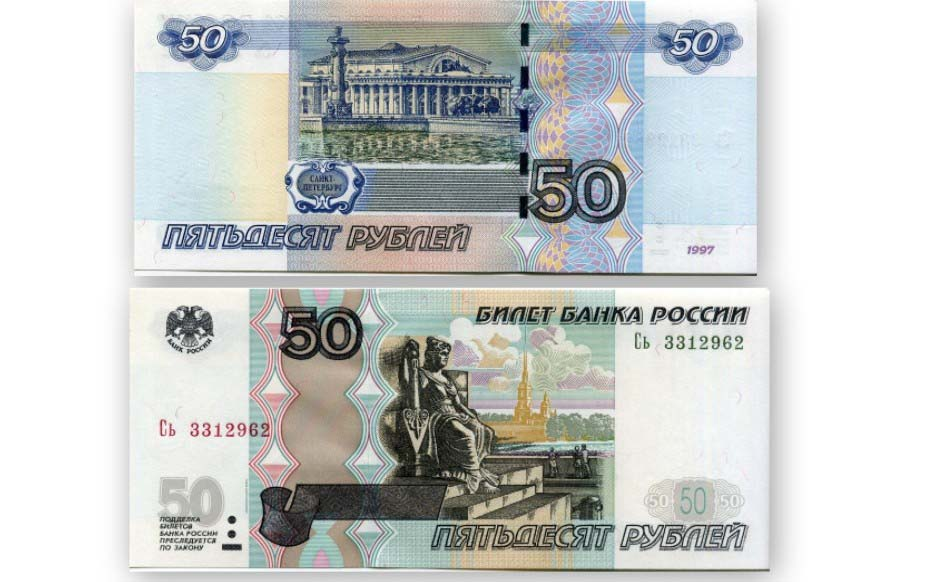 50
50
САНКТ-
ПЕТЕРБУРГ
50
ПЯТЬДЕСЯТ РУБЛЕЙ
1997
БАНК РОССИИ
50
БИЛЕТ БАНКА РОССИИ
Сь 3312962
Сь 3312962
50
ПОДДЕЛКА
БИЛЕТОВ
БАНКА РОССИИ
ПРЕСЛЕДУЕТСЯ
ПО ЗАКОНУ
50 50 50
ПЯТЬДЕСЯТ РУБЛЕЙ